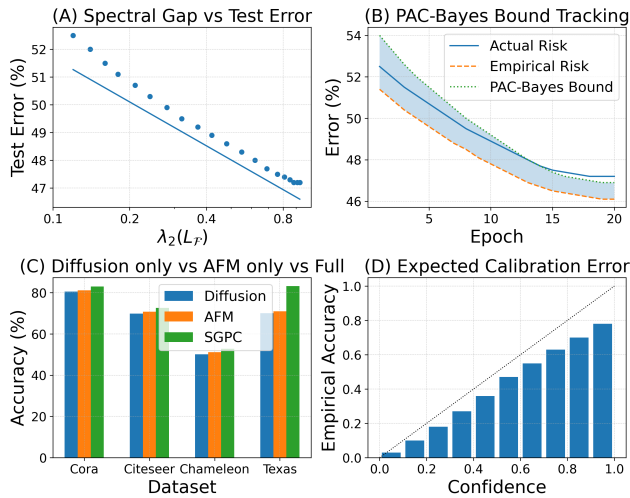 (A) Spectral Gap vs Test Error
Test Error (%)
52
51
50
49
48
47
0.1
0.2
0.4
0.8
λ2(L_F)
(B) PAC-Bayes Bound Tracking
Error (%)
54
52
50
48
46
Actual Risk
Empirical Risk
PAC-Bayes Bound
5
10
15
20
Epoch
(C) Diffusion only vs AFM only vs Full
Accuracy (%)
80
60
40
20
0
Diffusion
AFM
SGPC
Cora
Citeseer
Chameleon
Texas
Dataset
(D) Expected Calibration Error
Empirical Accuracy
1.0
0.8
0.6
0.4
0.2
0.0
0.0
0.2
0.4
0.6
0.8
1.0
Confidence